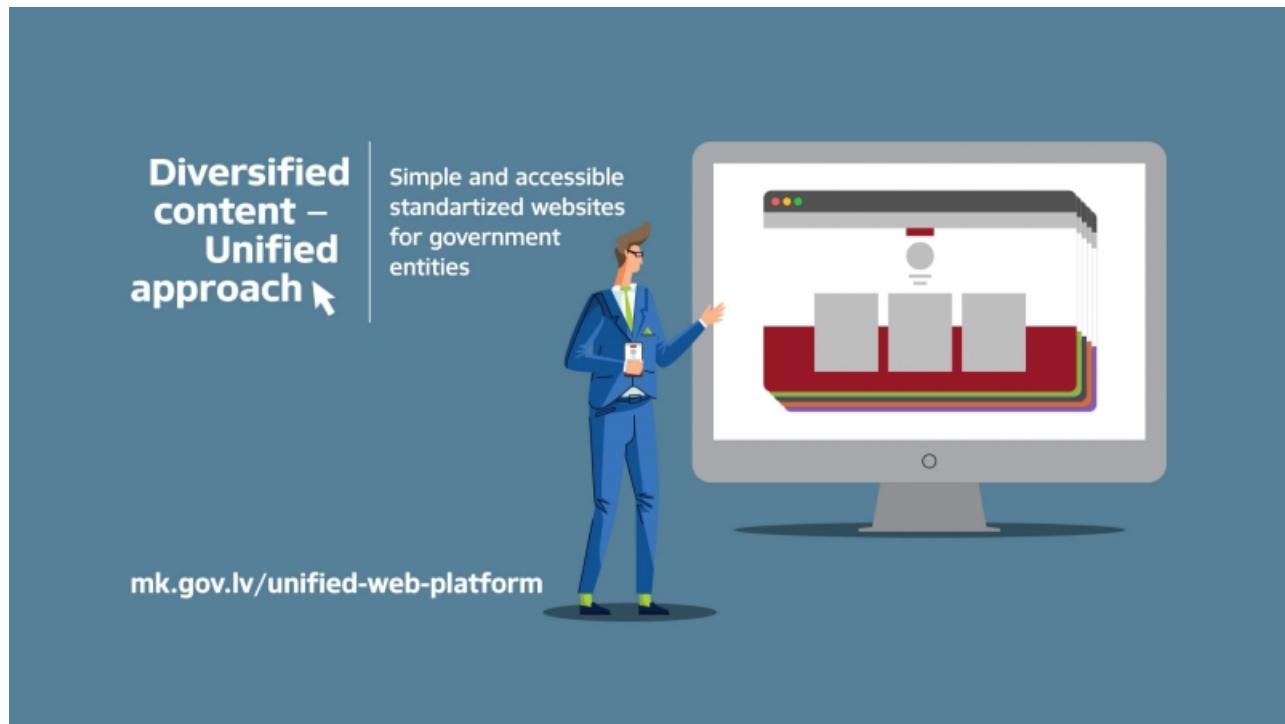 Diversified
content –
Unified
approach
Simple and accessible
standartized websites
for government
entities
mk.gov.lv/unified-web-platform